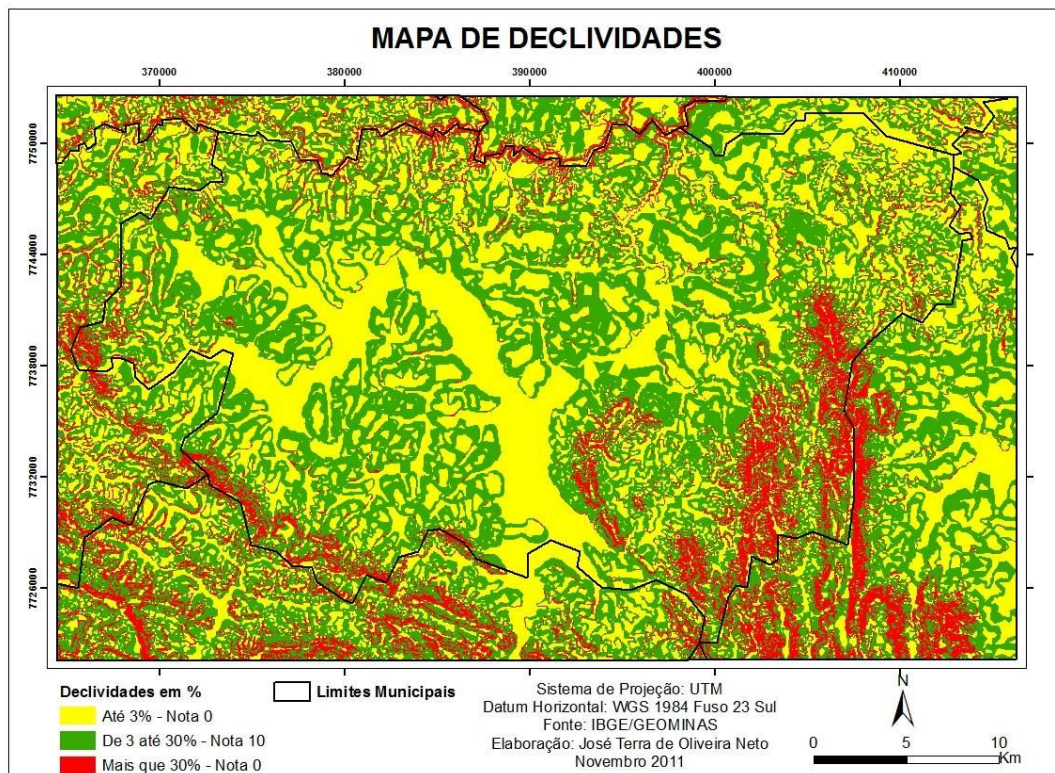 MAPA DE DECLIVIDADES
370000 380000 390000 400000 410000
7750000
7744000
7738000
7732000
7726000
Declividades em %
Até 3% - Nota 0
De 3 até 30% - Nota 10
Mais que 30% - Nota 0
Limites Municipais
Sistema de Projeção: UTM
Datum Horizontal: WGS 1984 Fuso 23 Sul
Fonte: IBGE/GEOMINAS
Elaboração: José Terra de Oliveira Neto
Novembro 2011
N
0 5 10
Km